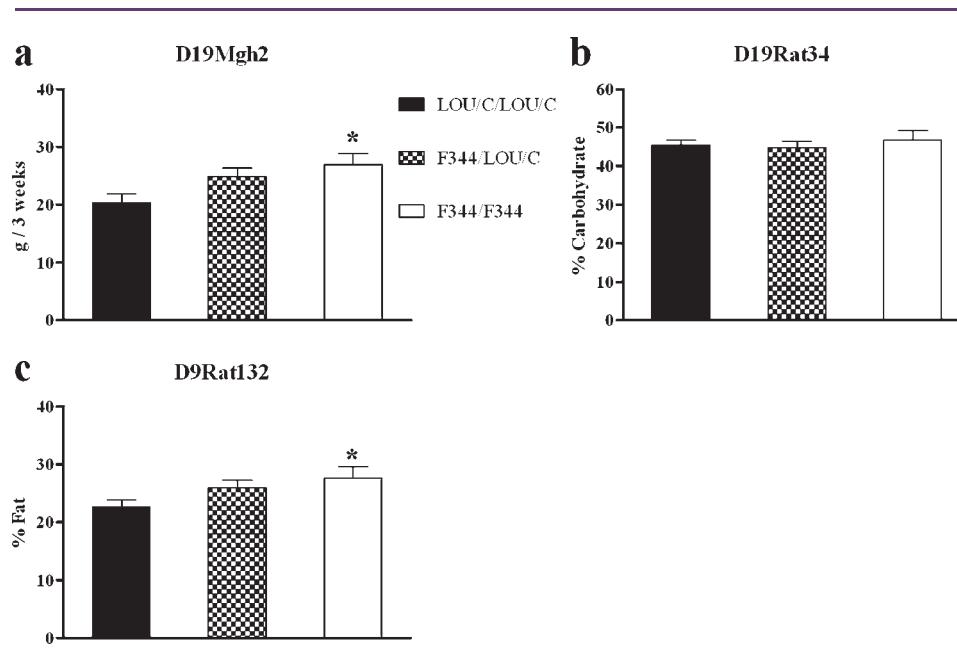 a
D19Mgh2
40
30
20
10
0
g / 3 weeks
*
LOU/C/LOU/C
F344/LOU/C
F344/F344
b
D19Rat34
60
50
40
30
20
10
0
% Carbohydrate
c
D9Rat132
40
30
20
10
0
% Fat
*